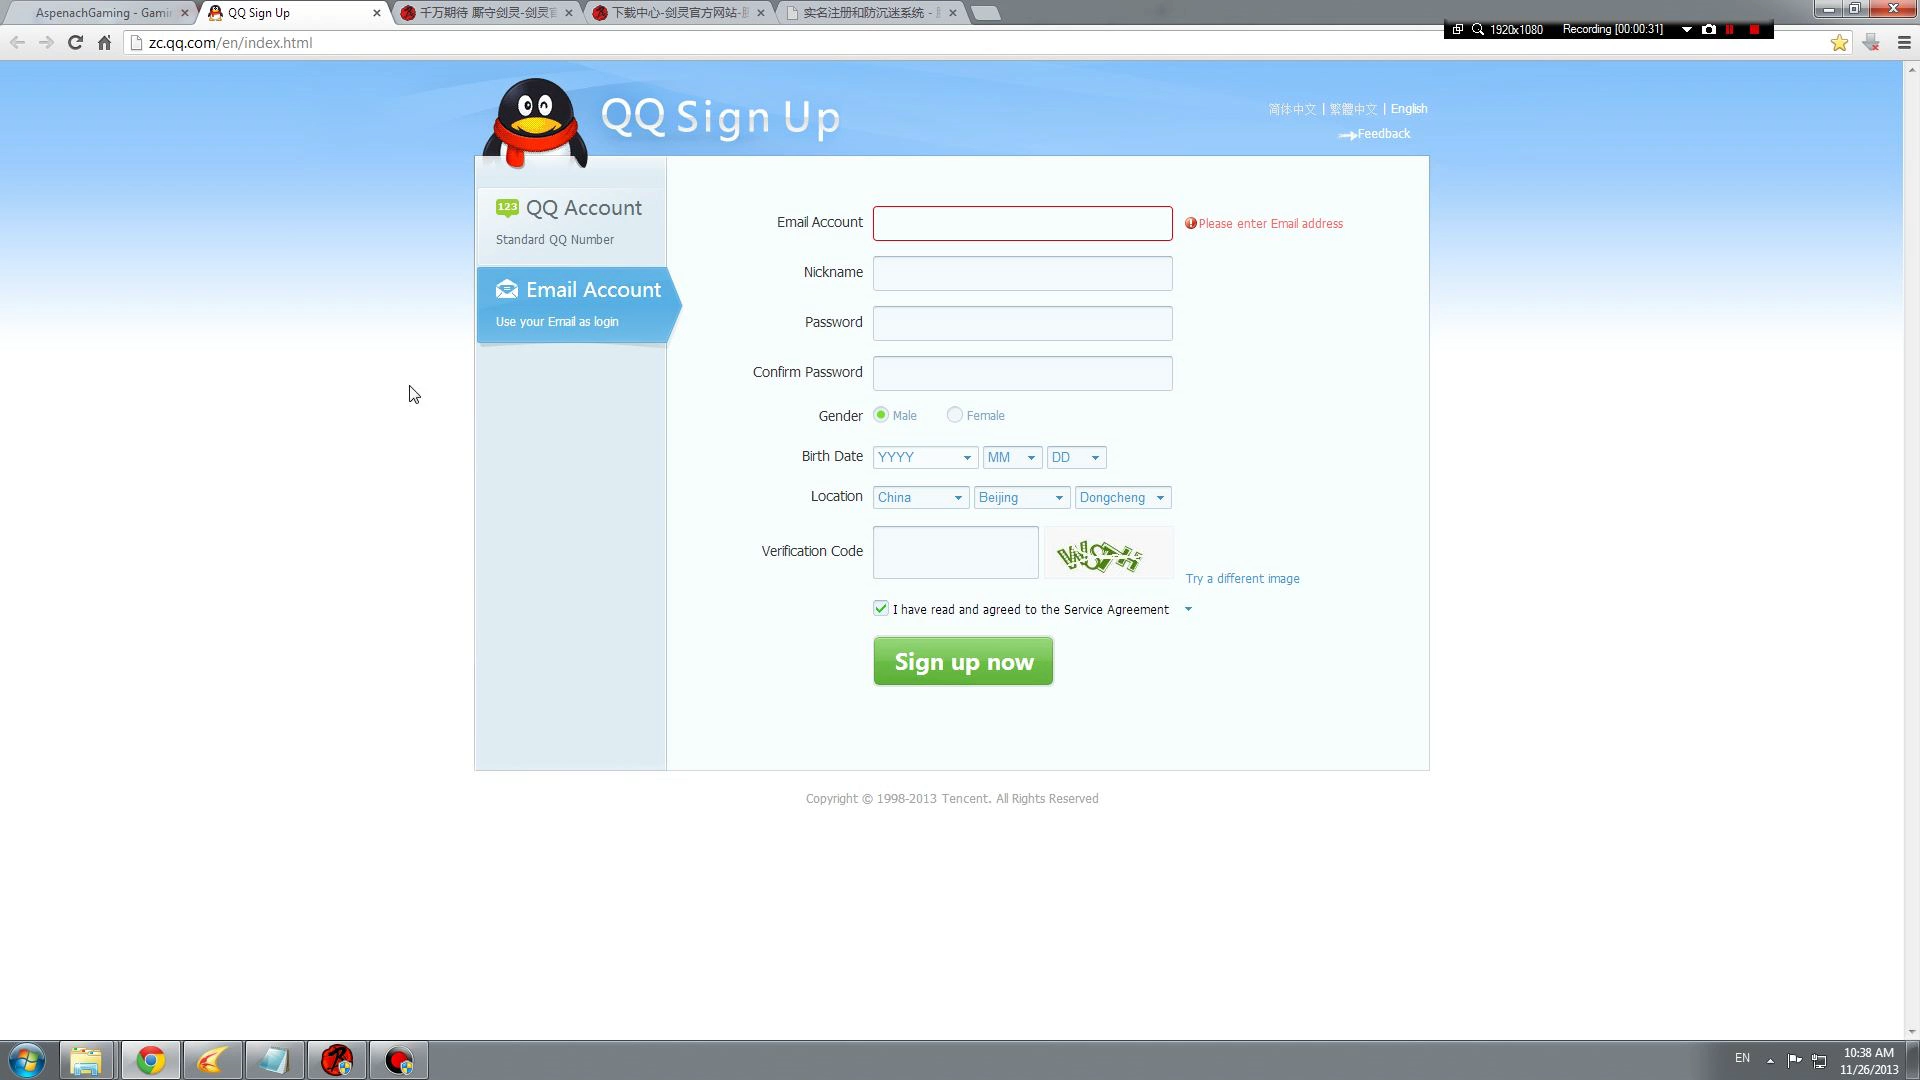 AspenachGaming - Gamin
QQ Sign Up
千万期待 厮守剑灵-剑灵官
下载中心-剑灵官方网站-腾
实名注册和防沉迷系统 -
zc.qq.com/en/index.html
1920x1080
Recording [00:00:31]
QQ Sign Up
简体中文 | 繁體中文 | English
Feedback
123
QQ Account
Standard QQ Number
Email Account
Use your Email as login
Email Account
Please enter Email address
Nickname
Password
Confirm Password
Gender
Male
Female
Birth Date
YYYY
MM
DD
Location
China
Beijing
Dongcheng
Verification Code
Try a different image
I have read and agreed to the Service Agreement
Sign up now
Copyright © 1998-2013 Tencent. All Rights Reserved
EN
10:38 AM
11/26/2013